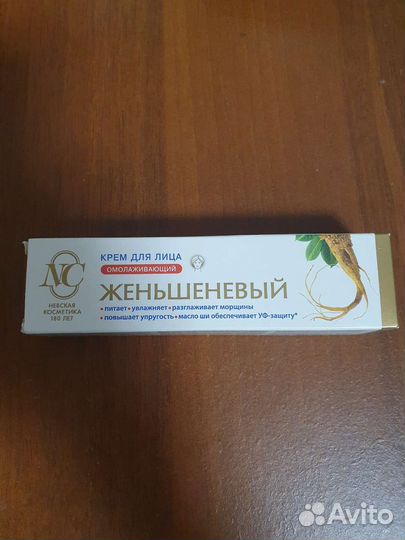 КРЕМ ДЛЯ ЛИЦА
ОМОЛАЖИВАЮЩИЙ
ЖЕНЬШЕНЕВЫЙ
• питает • увлажняет • разглаживает морщины
• повышает упругость • масло ши обеспечивает УФ-защиту*
НС
НЕВСКАЯ
КОСМЕТИКА
180 ЛЕТ
Avito